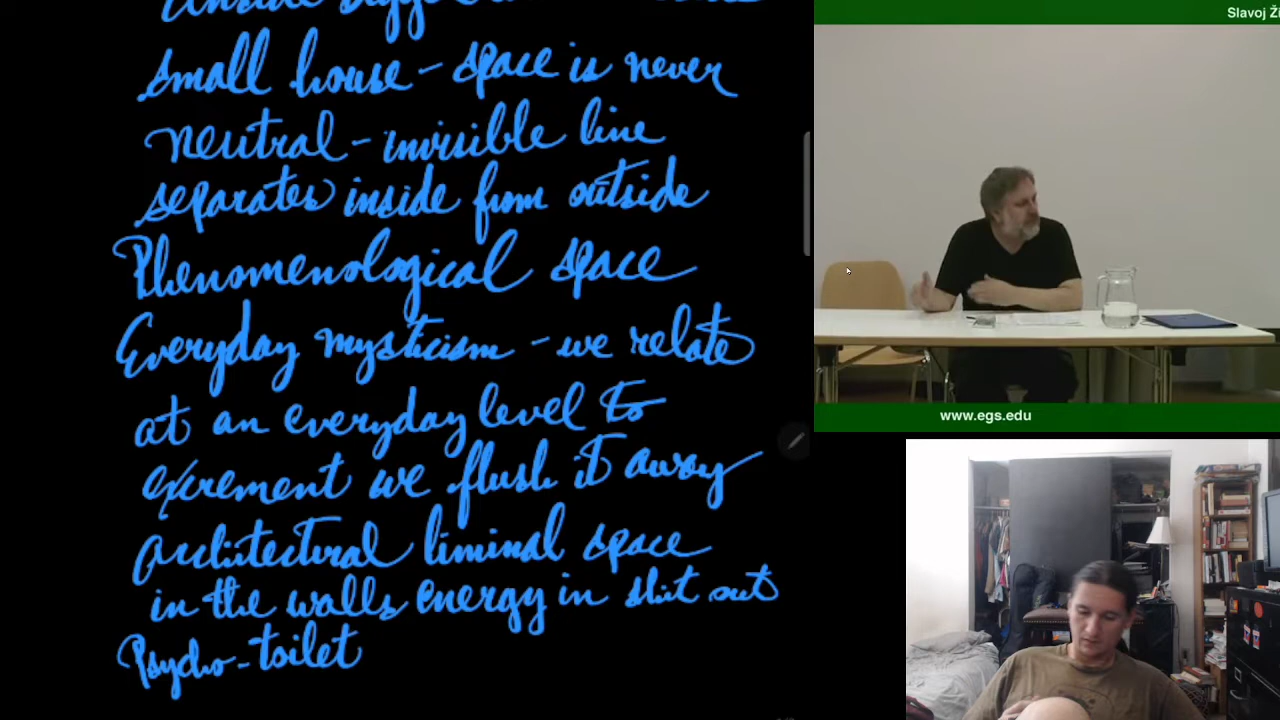 small house - space is never
neutral - invisible line
separates inside from outside
Phenomenological space
Everyday mysticism - we relate
at an everyday level to
excrement we flush it away
architectural liminal space
in the walls energy in shit out
Psycho-toilet
Slavoj Ži
www.egs.edu